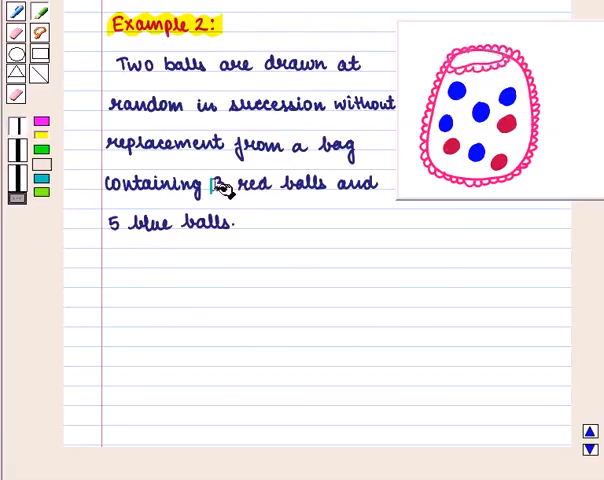 Example 2:
Two balls are drawn at
random in succession without
replacement from a bag
containing 3 red balls and
5 blue balls.